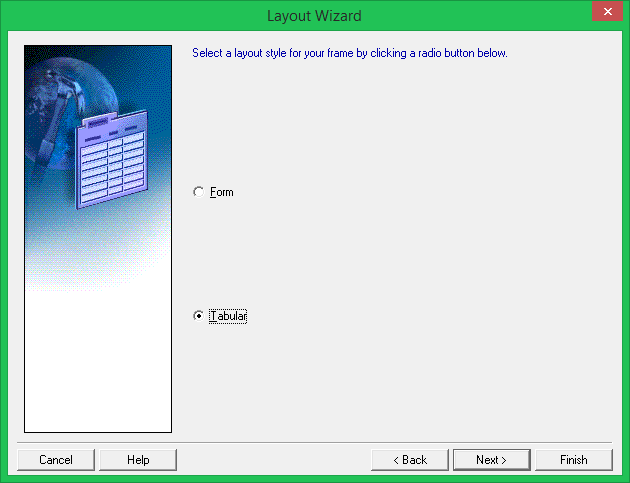 Layout Wizard
Select a layout style for your frame by clicking a radio button below.
Form
Tabular
Cancel
Help
< Back
Next >
Finish